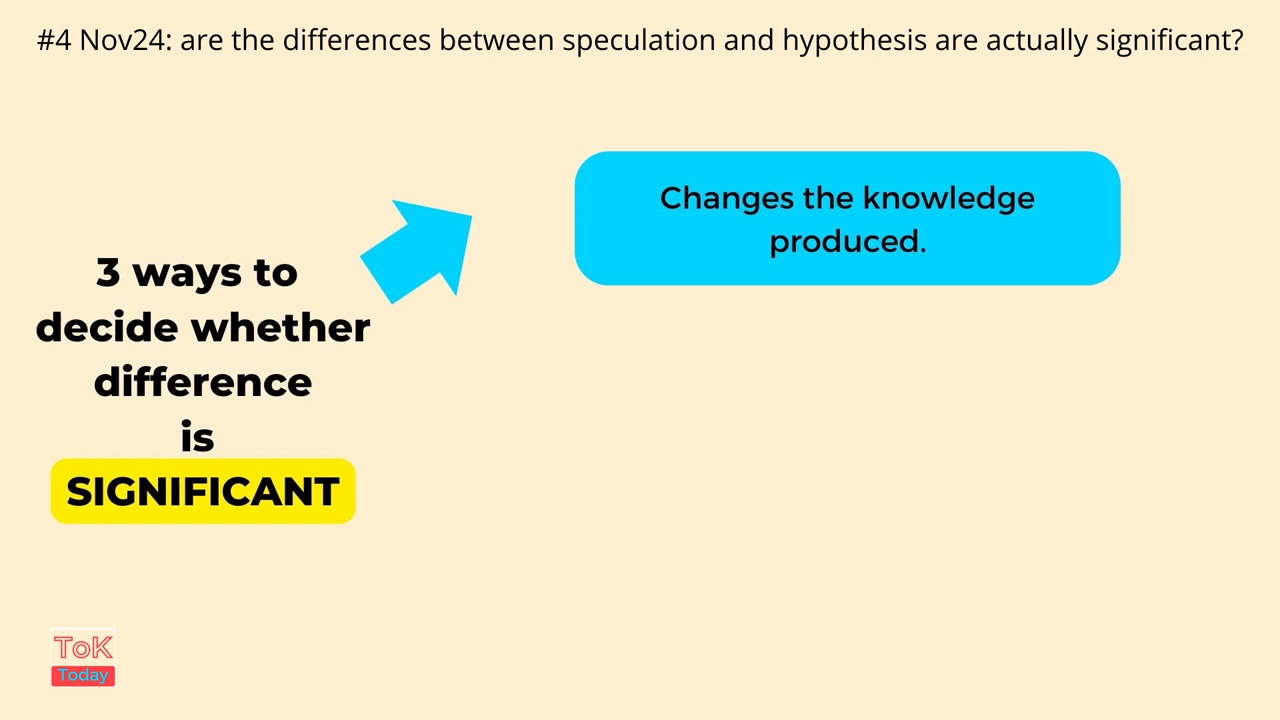 #4 Nov24: are the differences between speculation and hypothesis are actually significant?
3 ways to
decide whether
difference
is
SIGNIFICANT
Changes the knowledge
produced.
ToK
Today